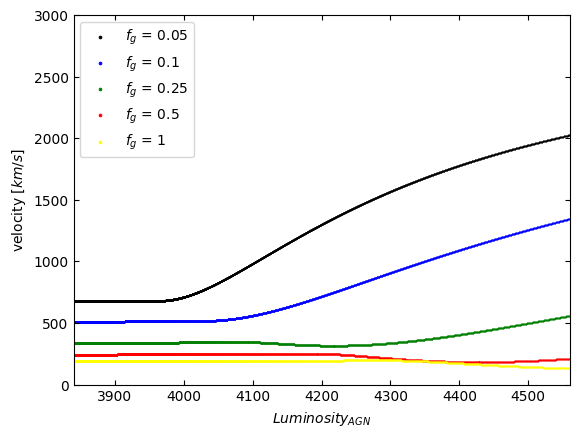 3000
2500
2000
1500
1000
500
0
velocity [km/s]
f_g = 0.05
f_g = 0.1
f_g = 0.25
f_g = 0.5
f_g = 1
3900 4000 4100 4200 4300 4400 4500
Luminosity_AGN